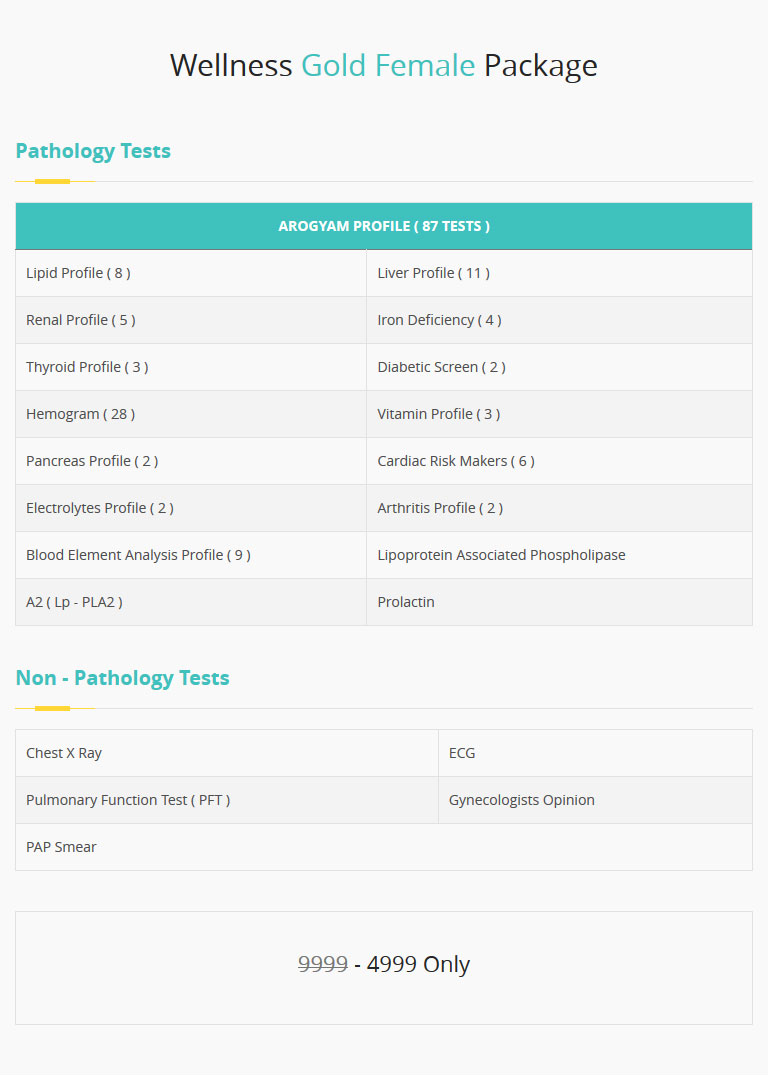 Wellness Gold Female Package
Pathology Tests
AROGYAM PROFILE ( 87 TESTS )
Lipid Profile ( 8 )
Liver Profile ( 11 )
Renal Profile ( 5 )
Iron Deficiency ( 4 )
Thyroid Profile ( 3 )
Diabetic Screen ( 2 )
Hemogram ( 28 )
Vitamin Profile ( 3 )
Pancreas Profile ( 2 )
Cardiac Risk Makers ( 6 )
Electrolytes Profile ( 2 )
Arthritis Profile ( 2 )
Blood Element Analysis Profile ( 9 )
Lipoprotein Associated Phospholipase
A2 ( Lp - PLA2 )
Prolactin
Non - Pathology Tests
Chest X Ray
ECG
Pulmonary Function Test ( PFT )
Gynecologists Opinion
PAP Smear
9999 - 4999 Only